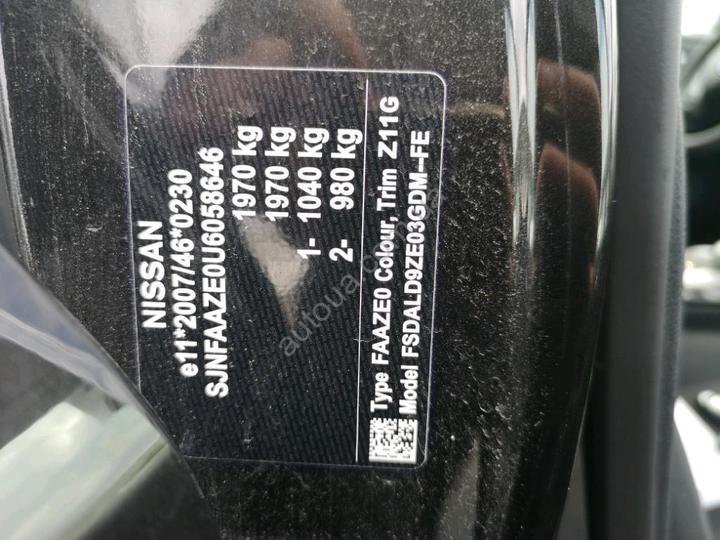 NISSAN
e11*2007/46*0230
SJNFAAZE0U6058646
1970 kg
1970 kg
1- 1040 kg
2- 980 kg
Type FAAZE0 Colour, Trim Z11G
Model FSDALD9ZE03GDM-FE
autoua.com